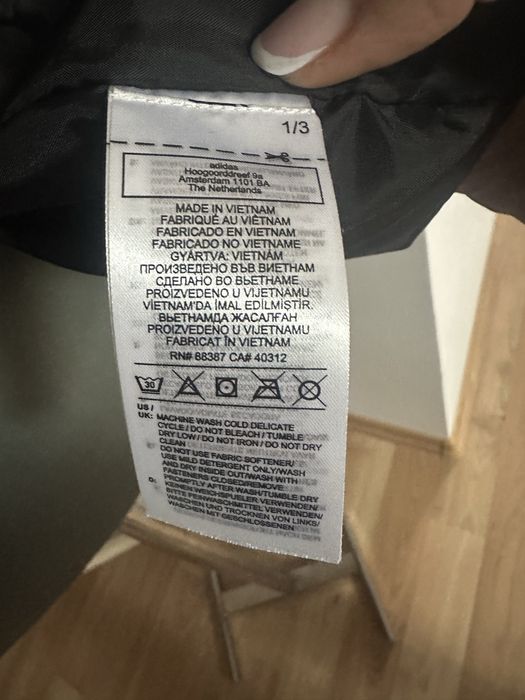 1/3
adidas
Hoogoorddreef 9a
Amsterdam 1101 BA
The Netherlands
MADE IN VIETNAM
FABRIQUÉ AU VIÊTNAM
FABRICADO EN VIETNAM
FABRICADO NO VIETNAME
GYÁRTVA: VIETNÁM
ПРОИЗВЕДЕНО ВЪВ ВИЕТНАМ
СДЕЛАНО ВО ВЬЕТНАМЕ
PROIZVEDENO U VIJETNAMU
VİETNAM'DA İMAL EDİLMİŞTİR.
ВЬЕТНАМДА ЖАСАЛҒАН
PROIZVEDENO U VIJETNAMU
FABRICAT ÎN VIETNAM
RN# 88387 CA# 40312
30
US /
UK: MACHINE WASH COLD DELICATE
CYCLE / DO NOT BLEACH / TUMBLE
DRY LOW / DO NOT IRON / DO NOT DRY
CLEAN
DO NOT USE FABRIC SOFTENER/
USE MILD DETERGENT ONLY/WASH
AND DRY INSIDE OUT/WASH WITH
FASTENERS CLOSED/REMOVE
PROMPTLY AFTER WASH/TUMBLE DRY
D: KEINEN WEICHSPUELER VERWENDEN/
BITTE FEINWASCHMITTEL VERWENDEN/
WASCHEN UND TROCKNEN VON LINKS/
WASCHEN MIT GESCHLOSSENEN